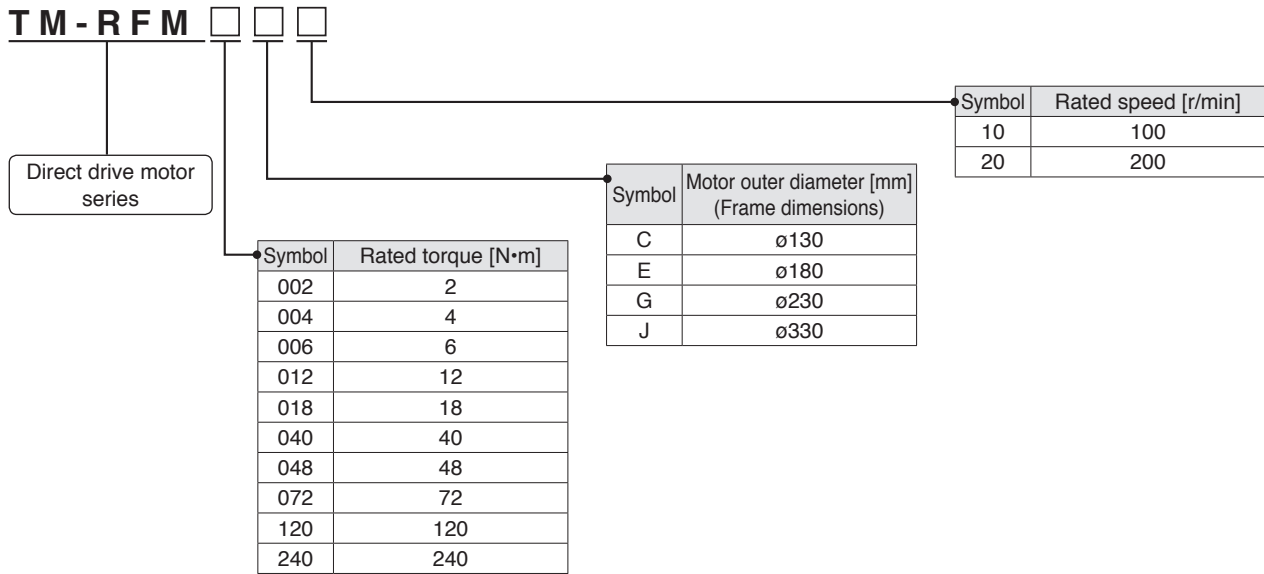 TM-RFM □ □ □
Direct drive motor
series
Symbol Rated speed [r/min]
10 100
20 200
Symbol Motor outer diameter [mm]
(Frame dimensions)
C ø130
E ø180
G ø230
J ø330
Symbol Rated torque [N•m]
002 2
004 4
006 6
012 12
018 18
040 40
048 48
072 72
120 120
240 240